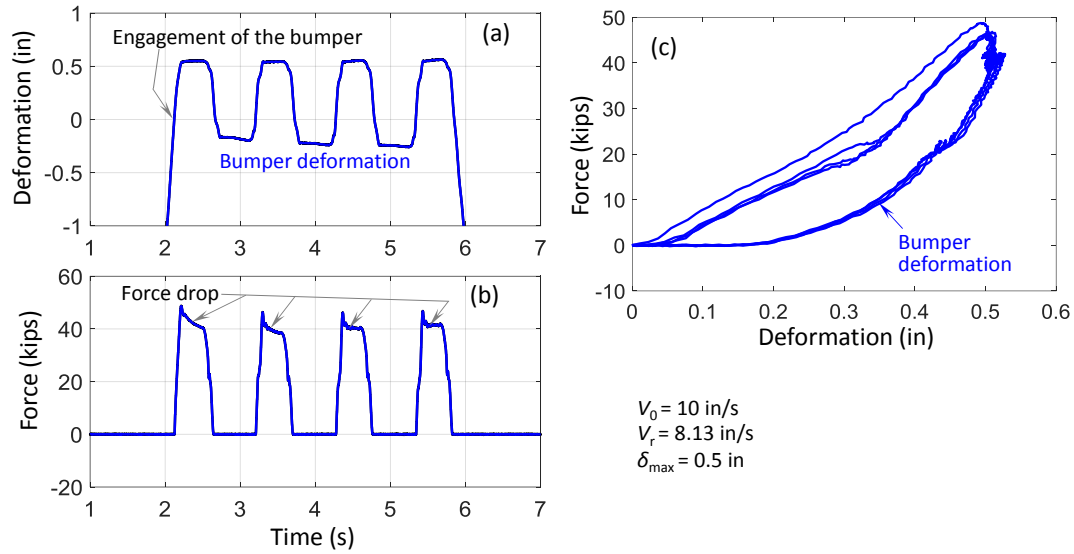 (a)
Engagement of the bumper
Bumper deformation
Deformation (in)
1
0.5
0
-0.5
-1
1 2 3 4 5 6 7
(b)
Force drop
Force (kips)
60
40
20
0
-20
1 2 3 4 5 6 7
Time (s)
(c)
Bumper
deformation
Force (kips)
50
40
30
20
10
0
-10
0 0.1 0.2 0.3 0.4 0.5 0.6
Deformation (in)
V0 = 10 in/s
Vr = 8.13 in/s
δmax = 0.5 in